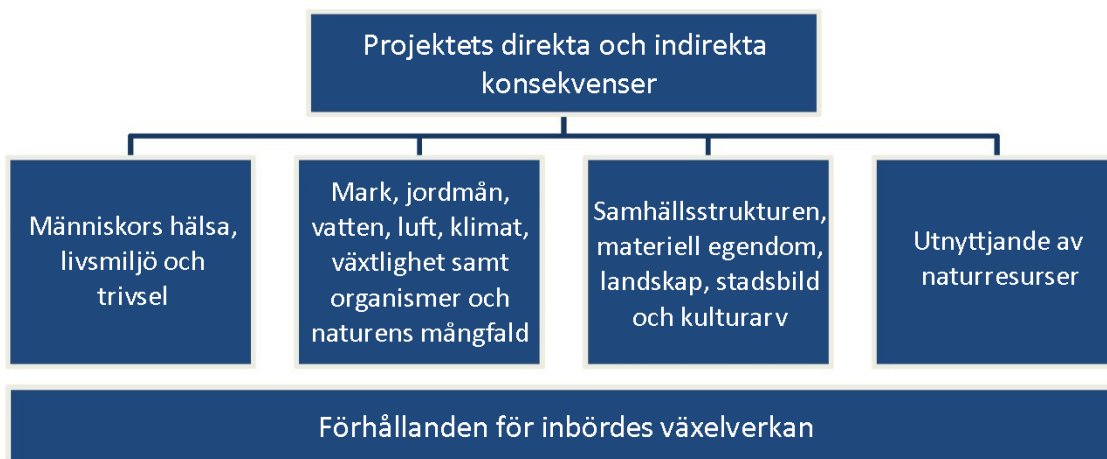 Projektets direkta och indirekta
konsekvenser
Människors hälsa,
livsmiljö och
trivsel
Mark, jordmån,
vatten, luft, klimat,
växtlighet samt
organismer och
naturens mångfald
Samhällsstrukturen,
materiell egendom,
landskap, stadsbild
och kulturarv
Utnyttjande av
naturresurser
Förhållanden för inbördes växelverkan